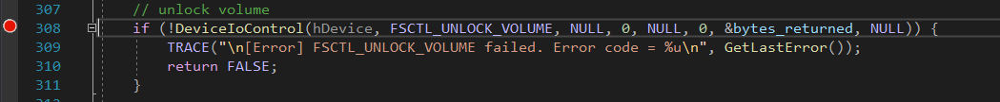 307 // unlock volume
308 if (!DeviceIoControl(hDevice, FSCTL_UNLOCK_VOLUME, NULL, 0, NULL, 0, &bytes_returned, NULL)) {
309 TRACE("\n[Error] FSCTL_UNLOCK_VOLUME failed. Error code = %u\n", GetLastError());
310 return FALSE;
311 }